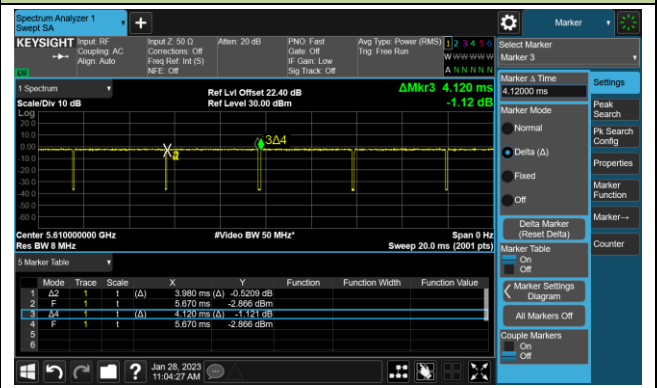 Spectrum Analyzer 1
Swept SA
+
Marker
KEYSIGHT
Input: RF
Coupling: AC
Align: Auto
Input Z: 50 Ω
Corrections: Off
Freq Ref: Int (S)
NFE: Off
Atten: 20 dB
PNO: Fast
Gate: Off
IF Gain: Low
Sig Track: Off
Avg Type: Power (RMS)
Trig: Free Run
1 2 3 4 5 6
W W W W W W
A N N N N N
LXI
Select Marker
Marker 3
1 Spectrum
Scale/Div 10 dB
Ref Lvl Offset 22.40 dB
Ref Level 30.00 dBm
ΔMkr3 4.120 ms
-1.12 dB
Log
20.0
10.0
0.00
-10.0
-20.0
-30.0
-40.0
-50.0
-60.0
3Δ4
Center 5.610000000 GHz
Res BW 8 MHz
#Video BW 50 MHz*
Span 0 Hz
Sweep 20.0 ms (2001 pts)
5 Marker Table
Mode Trace Scale X Y Function Function Width Function Value
1 Δ2 1 t (Δ) 3.980 ms (Δ) -0.5209 dB
2 F 1 t 5.670 ms -2.866 dBm
3 Δ4 1 t (Δ) 4.120 ms (Δ) -1.121 dB
4 F 1 t 5.670 ms -2.866 dBm
5
6
Marker Δ Time
4.12000 ms
Marker Mode
Normal
Delta (Δ)
Fixed
Off
Delta Marker
(Reset Delta)
Marker Table
On
Off
Marker Settings
Diagram
All Markers Off
Couple Markers
On
Off
Settings
Peak
Search
Pk Search
Config
Properties
Marker
Function
Marker→
Counter
?
Jan 28, 2023
11:04:27 AM